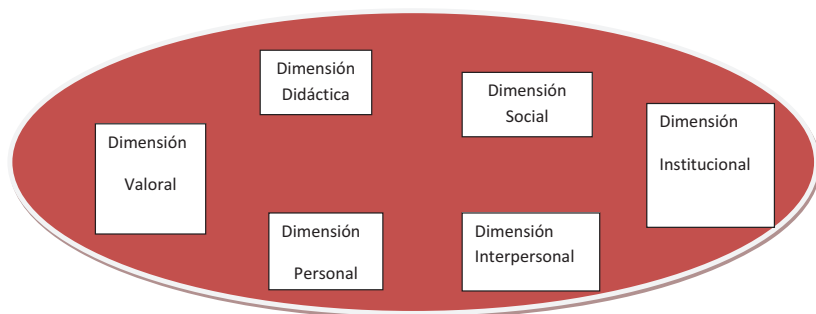 Dimensión
Didáctica
Dimensión
Social
Dimensión
Institucional
Dimensión
Valoral
Dimensión
Personal
Dimensión
Interpersonal